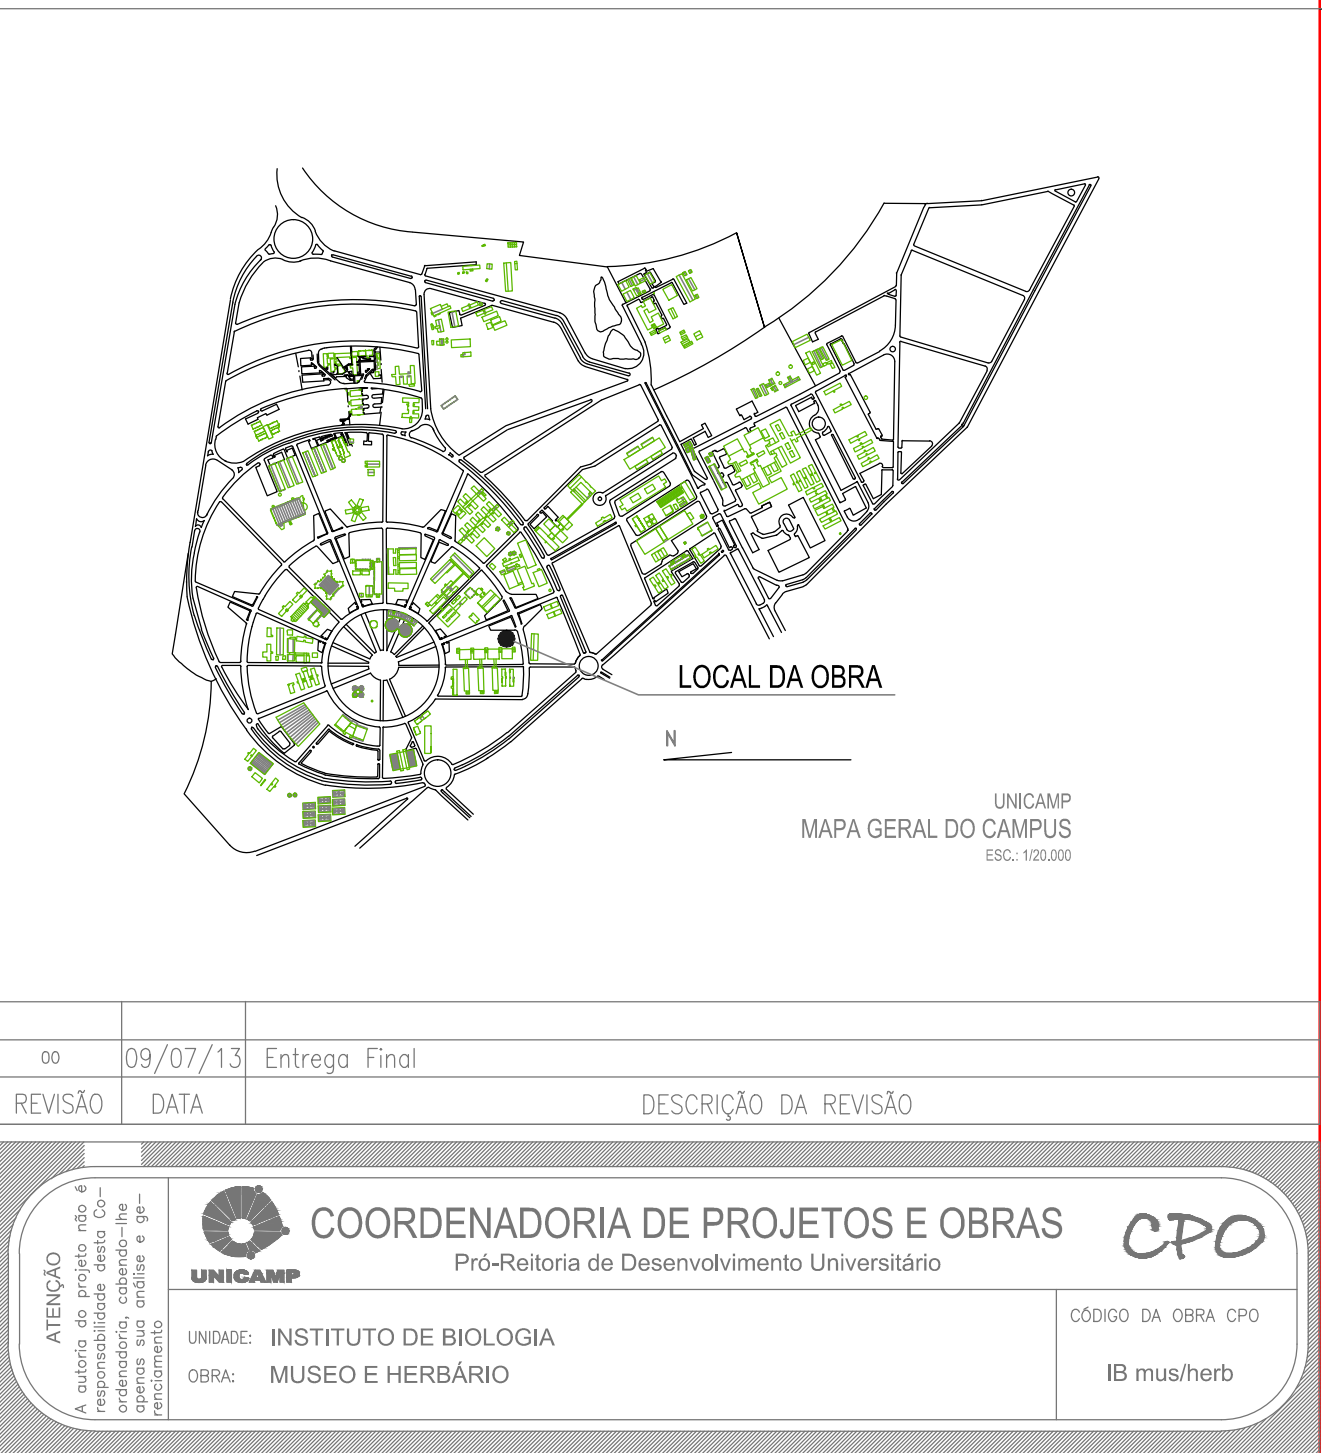 LOCAL DA OBRA
N
UNICAMP
MAPA GERAL DO CAMPUS
ESC.: 1/20.000
00 09/07/13 Entrega Final
REVISÃO DATA DESCRIÇÃO DA REVISÃO
ATENÇÃO
A autoria do projeto não é
responsabilidade desta Co-
ordenadoria, cabendo-lhe
apenas sua análise e ge-
renciamento
UNICAMP
COORDENADORIA DE PROJETOS E OBRAS
Pró-Reitoria de Desenvolvimento Universitário
CPO
UNIDADE: INSTITUTO DE BIOLOGIA
OBRA: MUSEO E HERBÁRIO
CÓDIGO DA OBRA CPO
IB mus/herb